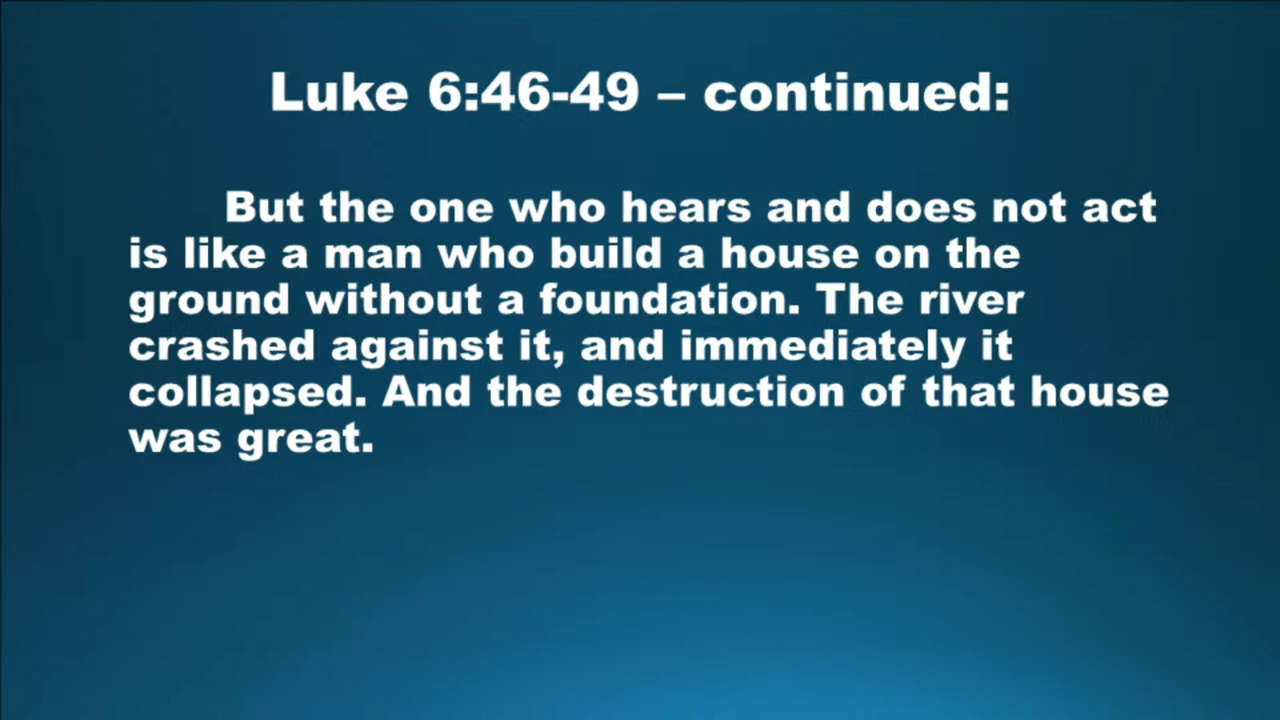 Luke 6:46-49 – continued:
But the one who hears and does not act
is like a man who build a house on the
ground without a foundation. The river
crashed against it, and immediately it
collapsed. And the destruction of that house
was great.